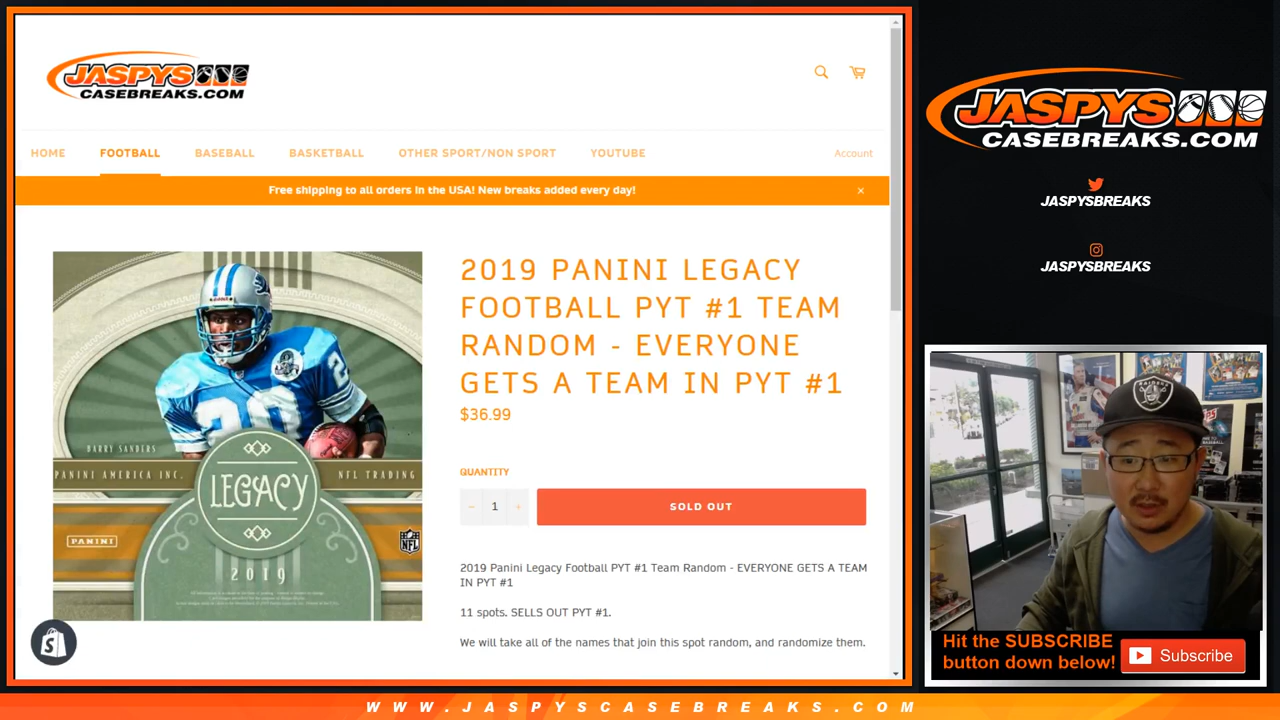 JASPYS
CASEBREAKS.COM
HOME
FOOTBALL
BASEBALL
BASKETBALL
OTHER SPORT/NON SPORT
YOUTUBE
Account
Free shipping to all orders in the USA! New breaks added every day!
×
2019 PANINI LEGACY
FOOTBALL PYT #1 TEAM
RANDOM - EVERYONE
GETS A TEAM IN PYT #1
$36.99
QUANTITY
− 1 +
SOLD OUT
2019 Panini Legacy Football PYT #1 Team Random - EVERYONE GETS A TEAM
IN PYT #1
11 spots. SELLS OUT PYT #1.
We will take all of the names that join this spot random, and randomize them.
20
BARRY SANDERS
PANINI AMERICA INC.
NFL TRADING
LEGACY
PANINI
NFL
2019
JASPYS
CASEBREAKS.COM
JASPYSBREAKS
JASPYSBREAKS
RAIDERS
Hit the SUBSCRIBE
button down below!
Subscribe
WWW.JASPYSCASEBREAKS.COM